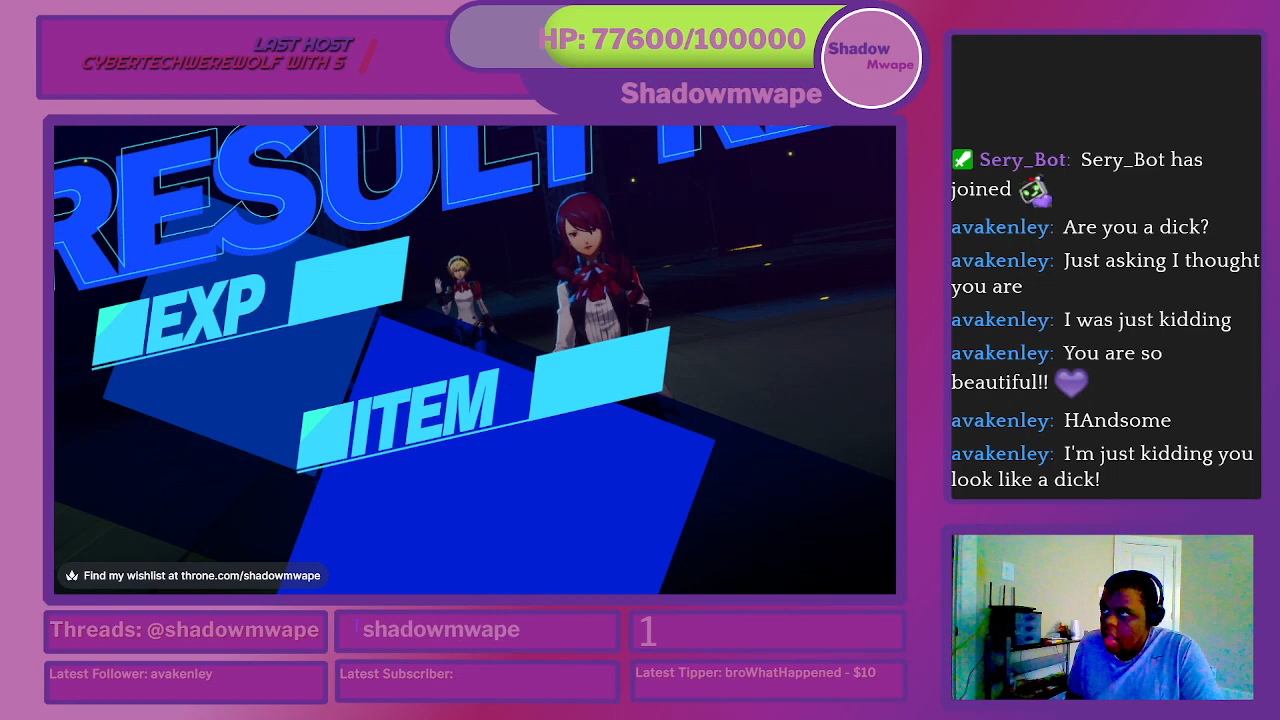 LAST HOST
CYBERTECHWEREWOLF WITH 5
HP: 77600/100000
Shadow
Mwape
Shadowmwape
RESULT
EXP
ITEM
Find my wishlist at throne.com/shadowmwape
Sery_Bot: Sery_Bot has
joined
avakenley: Are you a dick?
avakenley: Just asking I thought
you are
avakenley: I was just kidding
avakenley: You are so
beautiful!!
avakenley: HAndsome
avakenley: I'm just kidding you
look like a dick!
Threads: @shadowmwape
shadowmwape
1
Latest Follower: avakenley
Latest Subscriber:
Latest Tipper: broWhatHappened - $10